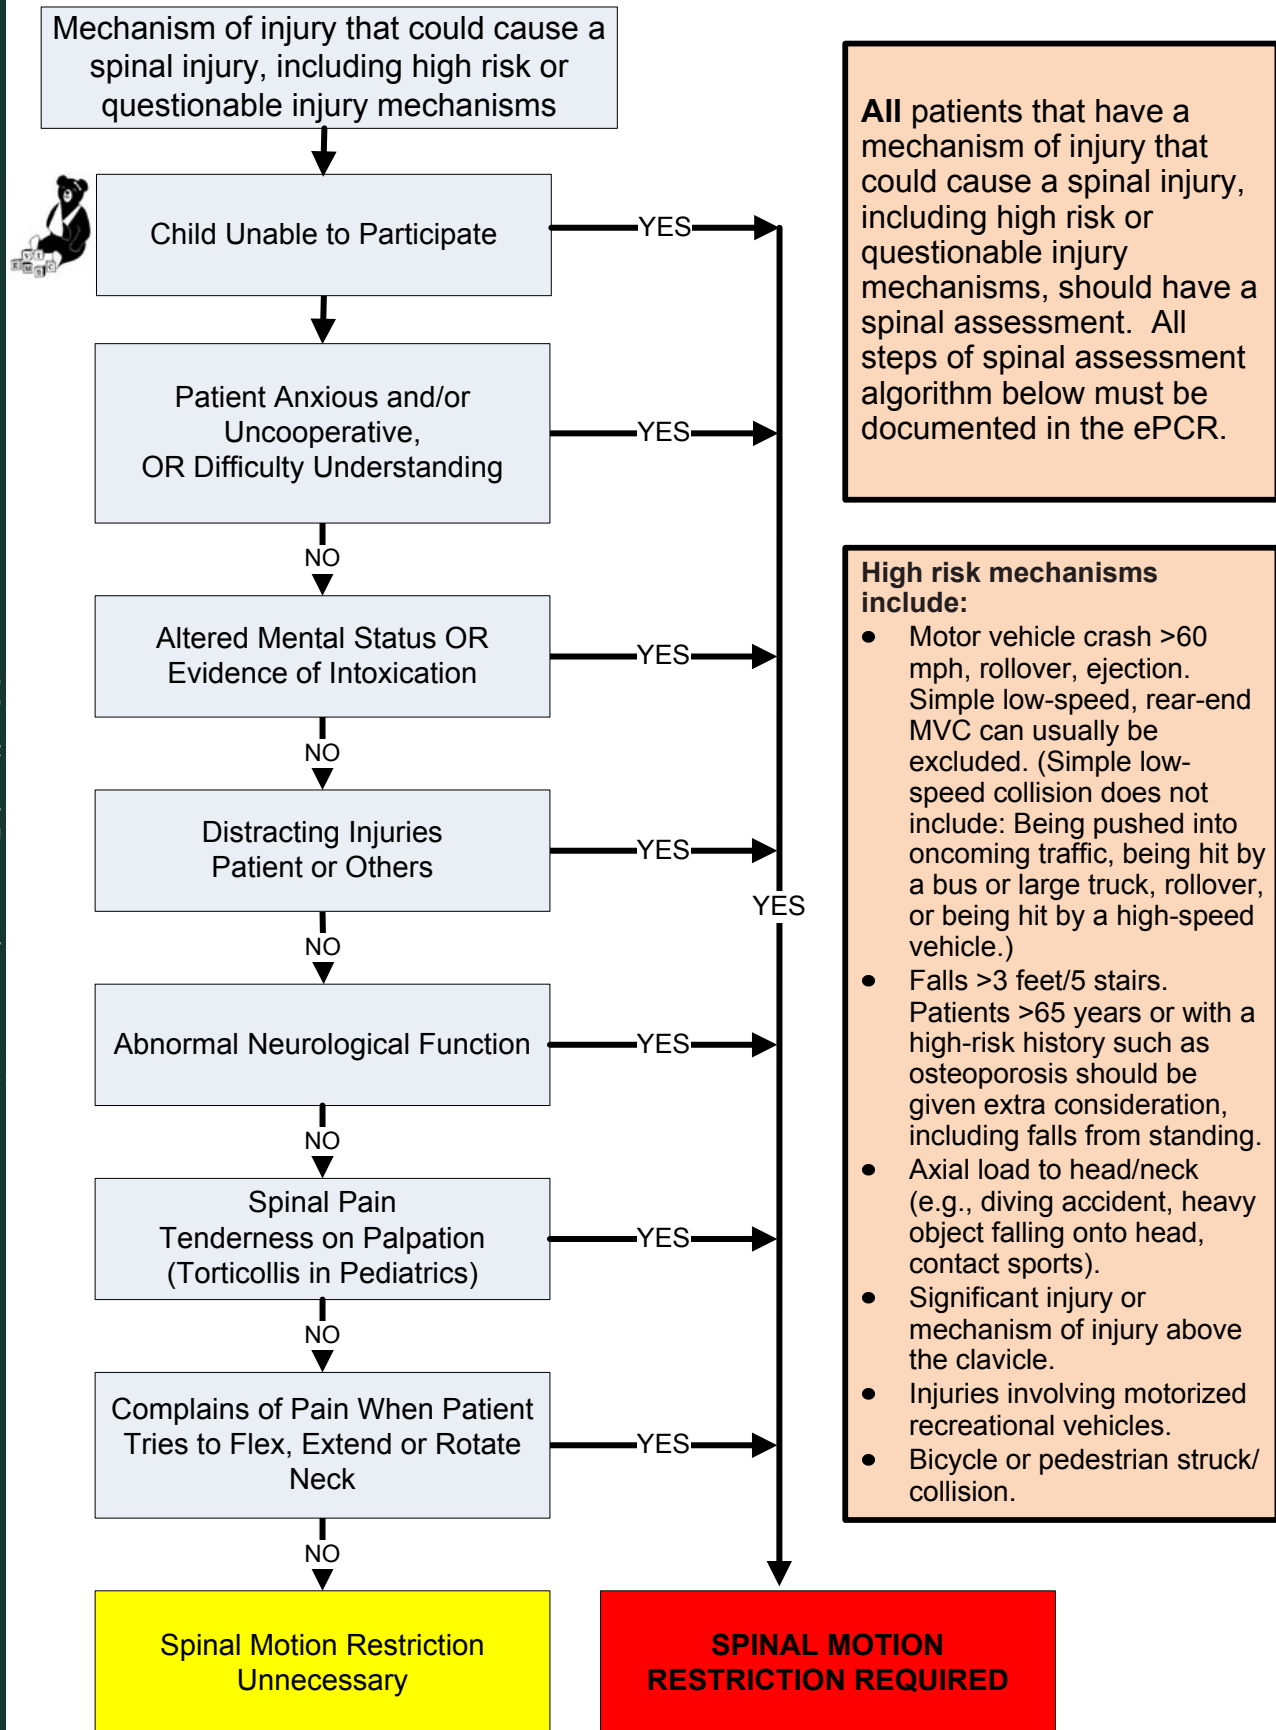 Mechanism of injury that could cause a
spinal injury, including high risk or
questionable injury mechanisms
Child Unable to Participate
YES
Patient Anxious and/or
Uncooperative,
OR Difficulty Understanding
YES
NO
Altered Mental Status OR
Evidence of Intoxication
YES
NO
Distracting Injuries
Patient or Others
YES
YES
NO
Abnormal Neurological Function
YES
NO
Spinal Pain
Tenderness on Palpation
(Torticollis in Pediatrics)
YES
NO
Complains of Pain When Patient
Tries to Flex, Extend or Rotate
Neck
YES
NO
Spinal Motion Restriction
Unnecessary
SPINAL MOTION
RESTRICTION REQUIRED
All patients that have a
mechanism of injury that
could cause a spinal injury,
including high risk or
questionable injury
mechanisms, should have a
spinal assessment.  All
steps of spinal assessment
algorithm below must be
documented in the ePCR.
High risk mechanisms
include:
● Motor vehicle crash >60
mph, rollover, ejection.
Simple low-speed, rear-end
MVC can usually be
excluded. (Simple low-
speed collision does not
include: Being pushed into
oncoming traffic, being hit by
a bus or large truck, rollover,
or being hit by a high-speed
vehicle.)
● Falls >3 feet/5 stairs.
Patients >65 years or with a
high-risk history such as
osteoporosis should be
given extra consideration,
including falls from standing.
● Axial load to head/neck
(e.g., diving accident, heavy
object falling onto head,
contact sports).
● Significant injury or
mechanism of injury above
the clavicle.
● Injuries involving motorized
recreational vehicles.
● Bicycle or pedestrian struck/
collision.